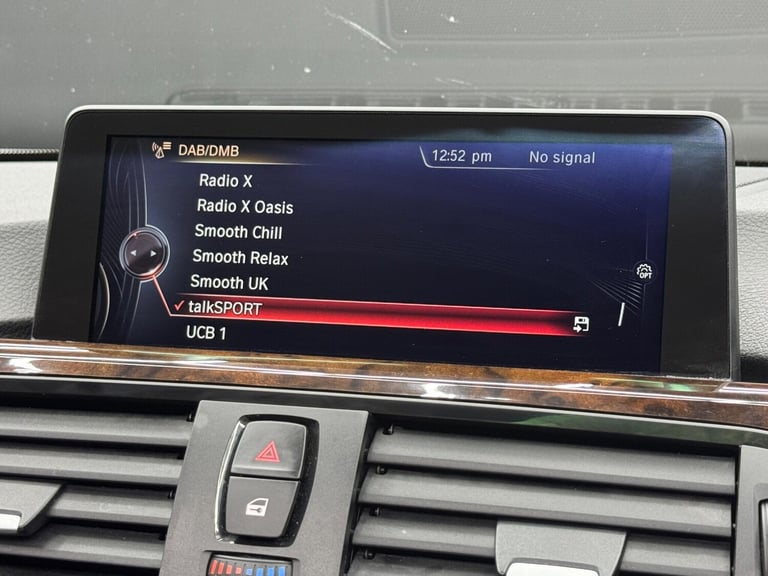 DAB/DMB
12:52 pm No signal
Radio X
Radio X Oasis
Smooth Chill
Smooth Relax
Smooth UK
talkSPORT
UCB 1
OPT